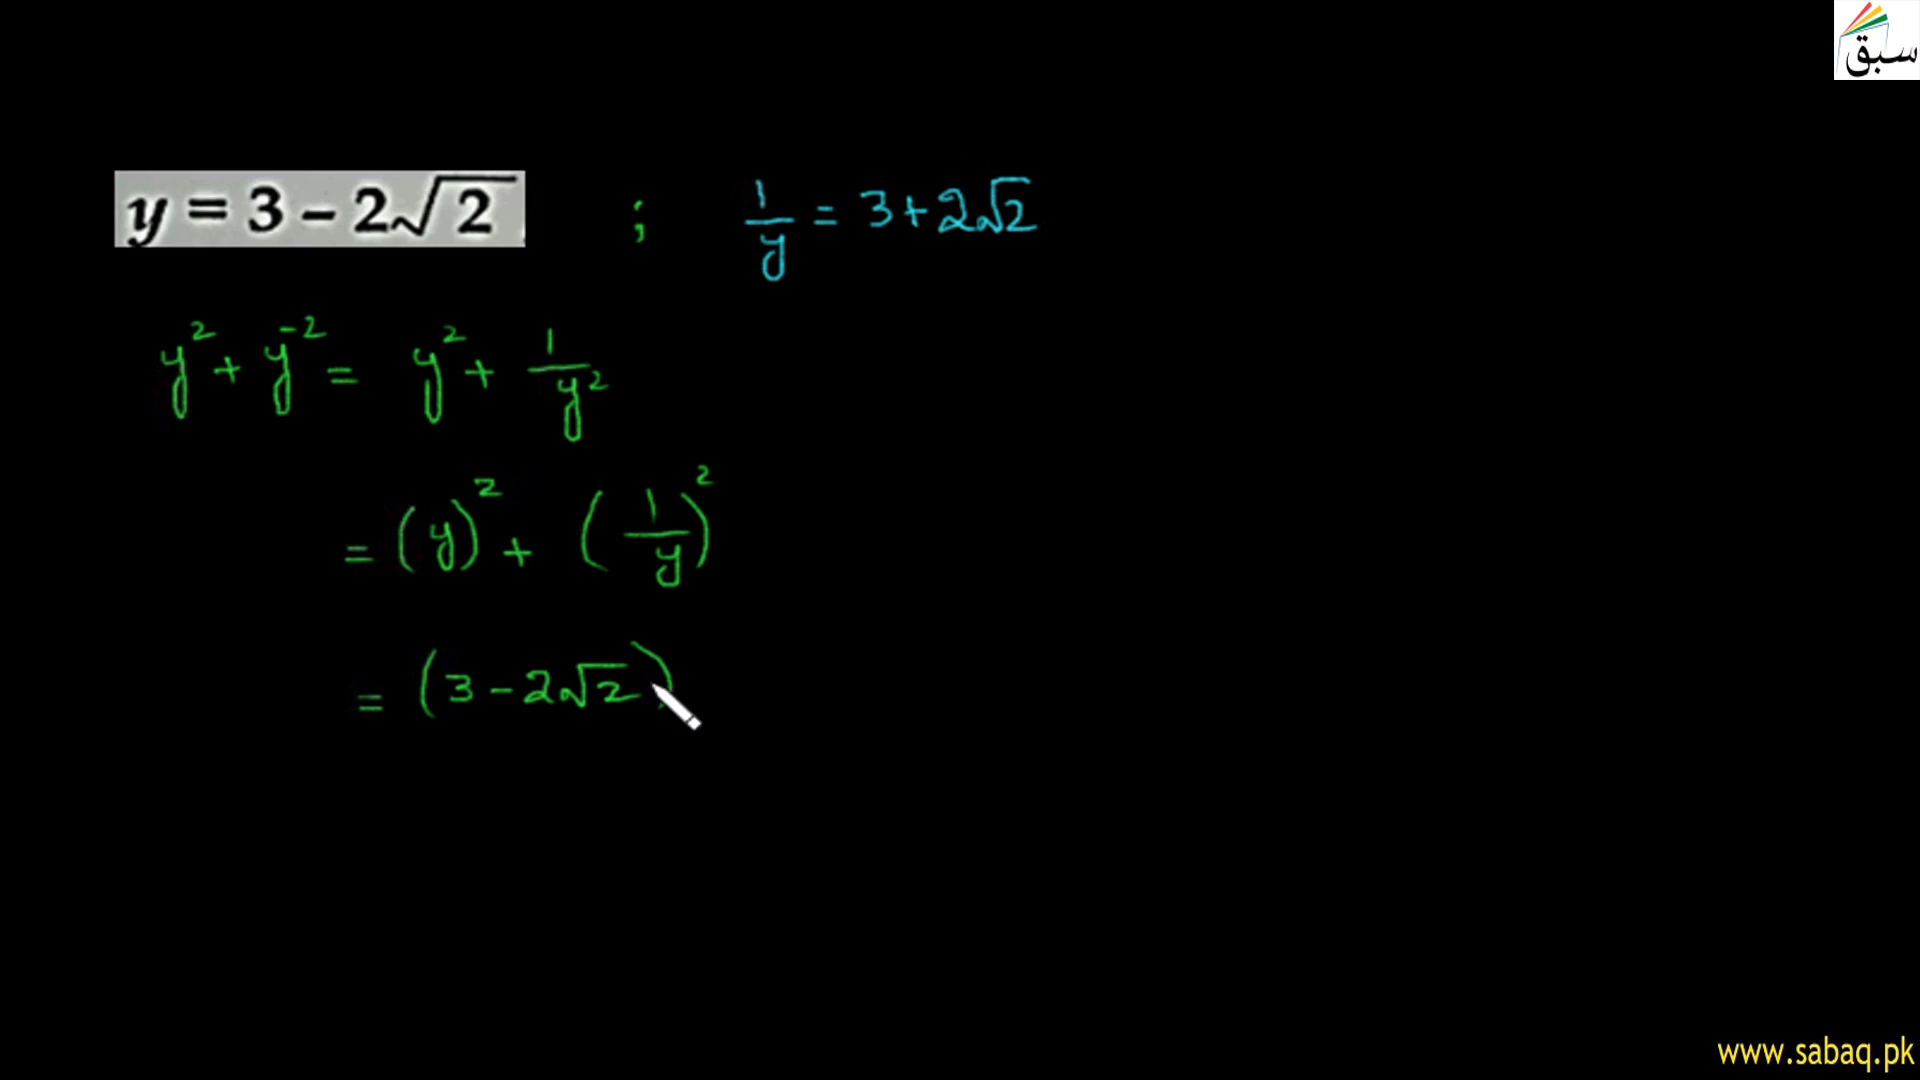 سبق
y = 3 – 2√2 ; 1/y = 3+2√2
y² + y⁻² = y² + 1/y²
= (y)² + (1/y)²
= (3 - 2√2)
www.sabaq.pk